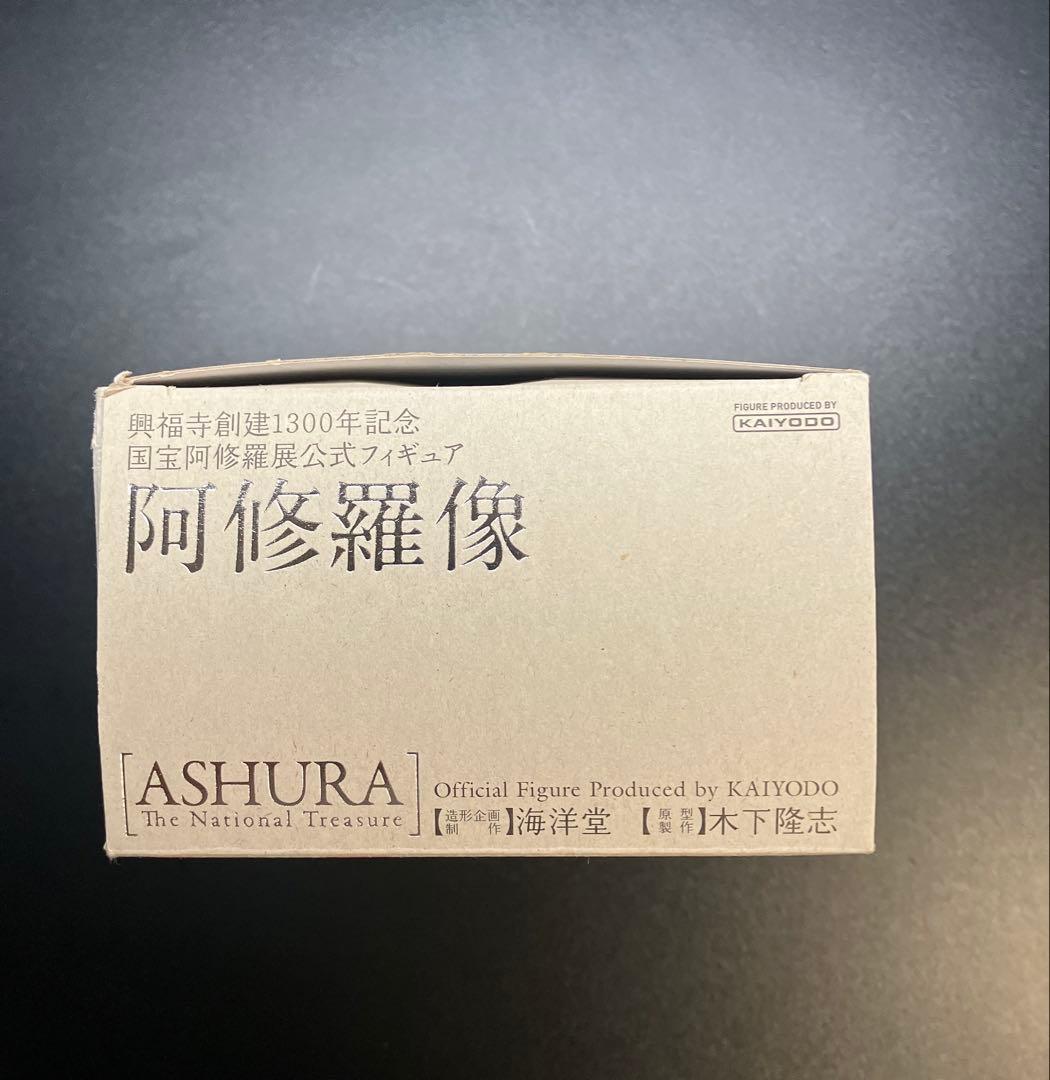 興福寺創建1300年記念
国宝阿修羅展公式フィギュア
阿修羅像
FIGURE PRODUCED BY
KAIYODO
[ASHURA
The National Treasure]
Official Figure Produced by KAIYODO
【造形企画制作】海洋堂 【原型製作】木下隆志